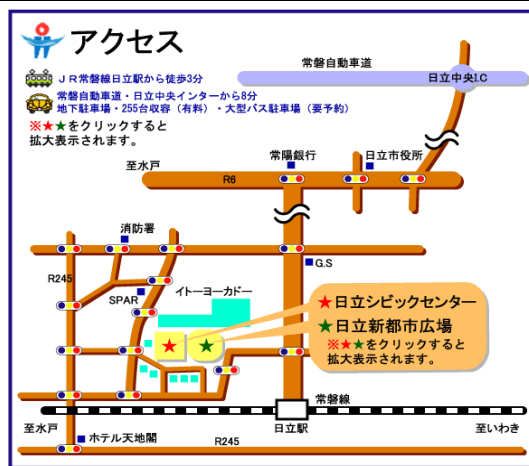 アクセス
ＪＲ常磐線日立駅から徒歩3分
常磐自動車道・日立中央インターから8分
地下駐車場・255台収容（有料）・大型バス駐車場（要予約）
※★★をクリックすると
拡大表示されます。
常磐自動車道
日立中央I.C
常陽銀行
日立市役所
至水戸
R6
消防署
R245
G.S
SPAR
イトーヨーカドー
★日立シビックセンター
★日立新都市広場
※★★をクリックすると
拡大表示されます。
★
★
常磐線
至水戸
日立駅
至いわき
ホテル天地閣
R245